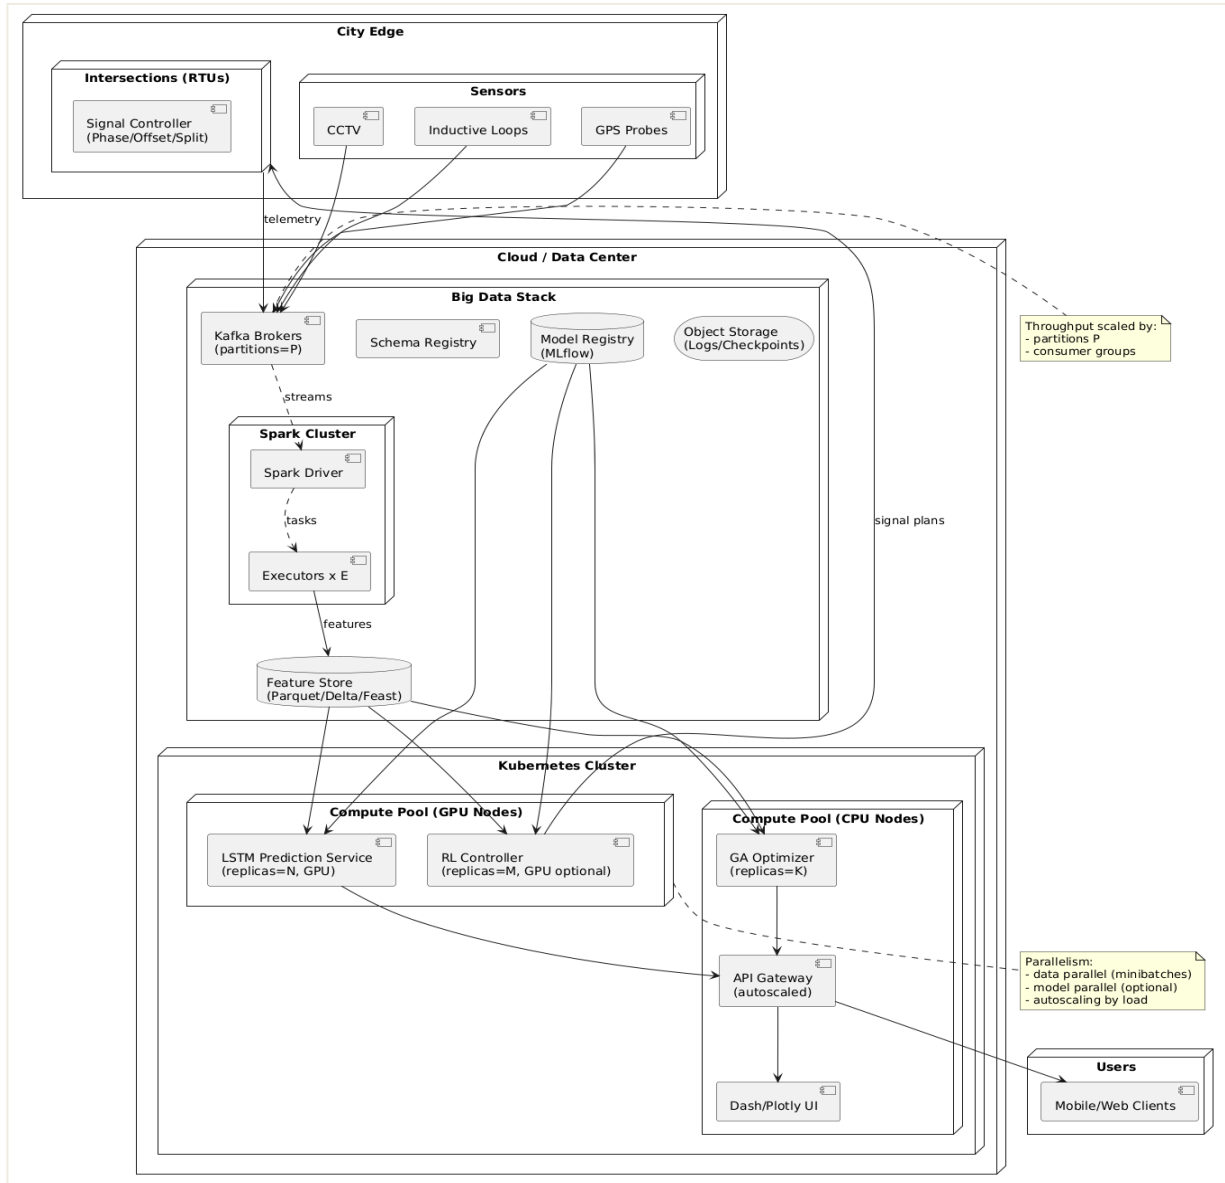 City Edge
Intersections (RTUs)
Signal Controller
(Phase/Offset/Split)
Sensors
CCTV
Inductive Loops
GPS Probes
telemetry
Cloud / Data Center
Big Data Stack
Kafka Brokers
(partitions=P)
Schema Registry
Model Registry
(MLflow)
Object Storage
(Logs/Checkpoints)
Throughput scaled by:
- partitions P
- consumer groups
streams
Spark Cluster
Spark Driver
tasks
signal plans
Executors x E
features
Feature Store
(Parquet/Delta/Feast)
Kubernetes Cluster
Compute Pool (GPU Nodes)
LSTM Prediction Service
(replicas=N, GPU)
RL Controller
(replicas=M, GPU optional)
Compute Pool (CPU Nodes)
GA Optimizer
(replicas=K)
API Gateway
(autoscaled)
Parallelism:
- data parallel (minibatches)
- model parallel (optional)
- autoscaling by load
Dash/Plotly UI
Users
Mobile/Web Clients